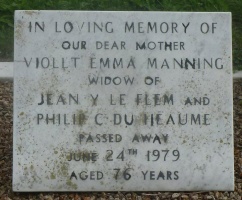 IN LOVING MEMORY OF
OUR DEAR MOTHER
VIOLET EMMA MANNING
WIDOW OF
JEAN Y LE FLEM AND
PHILIP C DU HEAUME
PASSED AWAY
JUNE 24TH 1979
AGED 76 YEARS